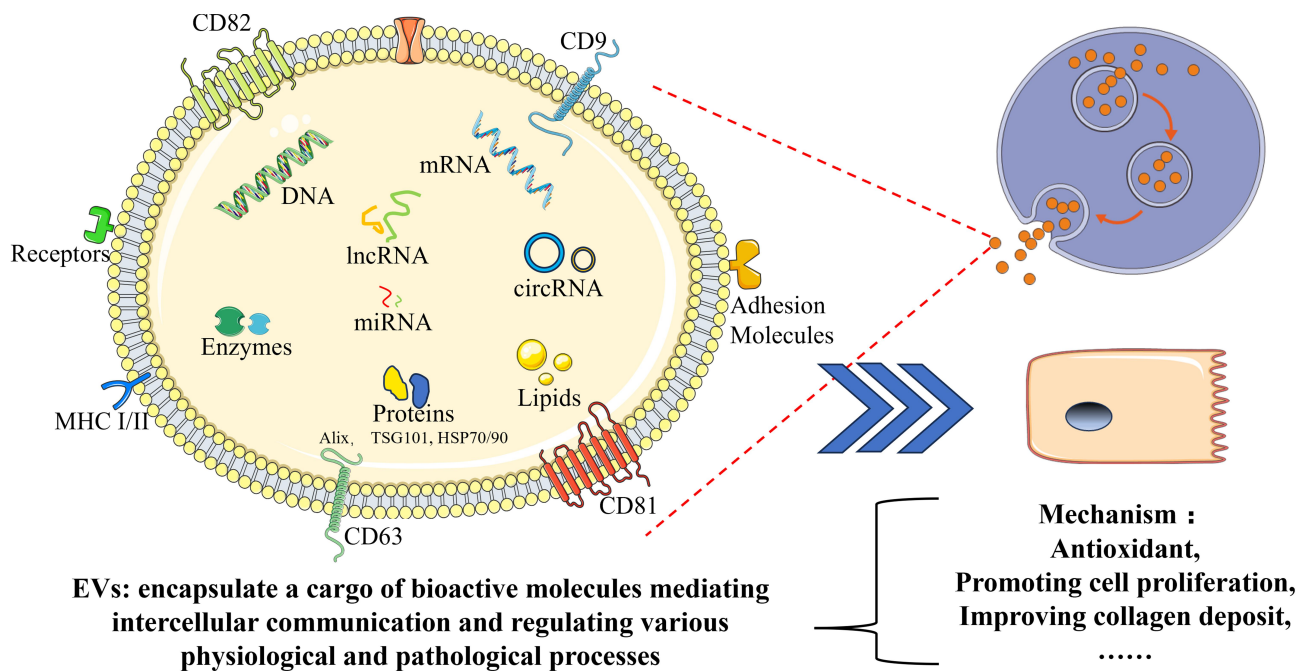 CD82
CD9
mRNA
DNA
lncRNA
Receptors
circRNA
Adhesion
Molecules
miRNA
Enzymes
Lipids
MHC I/II
Proteins
Alix, TSG101, HSP70/90
CD81
CD63
EVs: encapsulate a cargo of bioactive molecules mediating
intercellular communication and regulating various
physiological and pathological processes
Mechanism：
Antioxidant,
Promoting cell proliferation,
Improving collagen deposit,
……